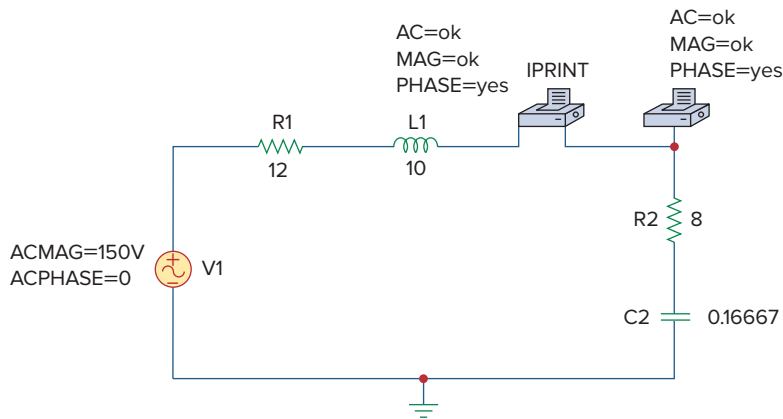 AC=ok
MAG=ok
PHASE=yes
IPRINT
AC=ok
MAG=ok
PHASE=yes
R1
12
L1
10
R2
8
ACMAG=150V
ACPHASE=0
V1
C2
0.16667